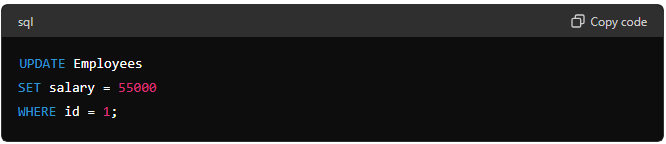 sql
Copy code
UPDATE Employees
SET salary = 55000
WHERE id = 1;